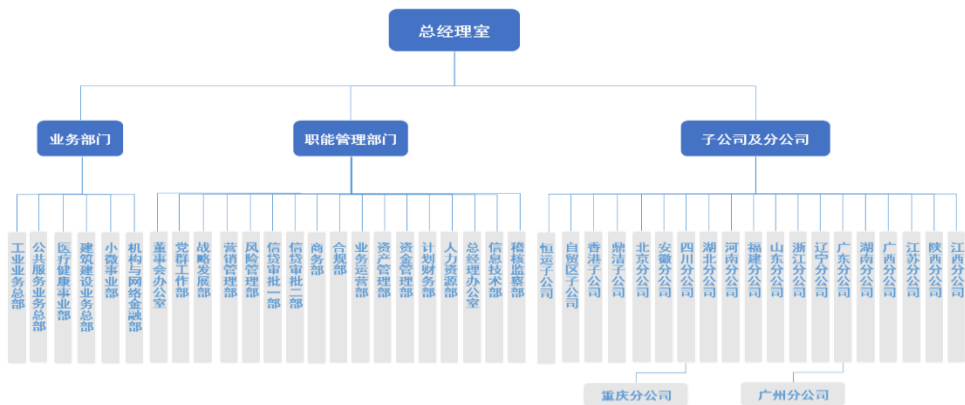 总经理室
业务部门
职能管理部门
子公司及分公司
工业业务总部
公共服务业务总部
医疗健康事业部
建筑建设业务总部
小微事业部
机构与网络金融部
董事会办公室
党群工作部
战略发展部
营销管理部
风险管理部
信贷审批一部
信贷审批二部
商务部
合规部
业务运营部
资产管理部
资金管理部
计划财务部
人力资源部
总经理办公室
信息技术部
稽核监察部
恒运子公司
自贸区子公司
香港子公司
鼎洁子公司
北京分公司
安徽分公司
四川分公司
湖北分公司
河南分公司
福建分公司
山东分公司
浙江分公司
辽宁分公司
广东分公司
湖南分公司
广西分公司
江苏分公司
陕西分公司
江西分公司
重庆分公司
广州分公司